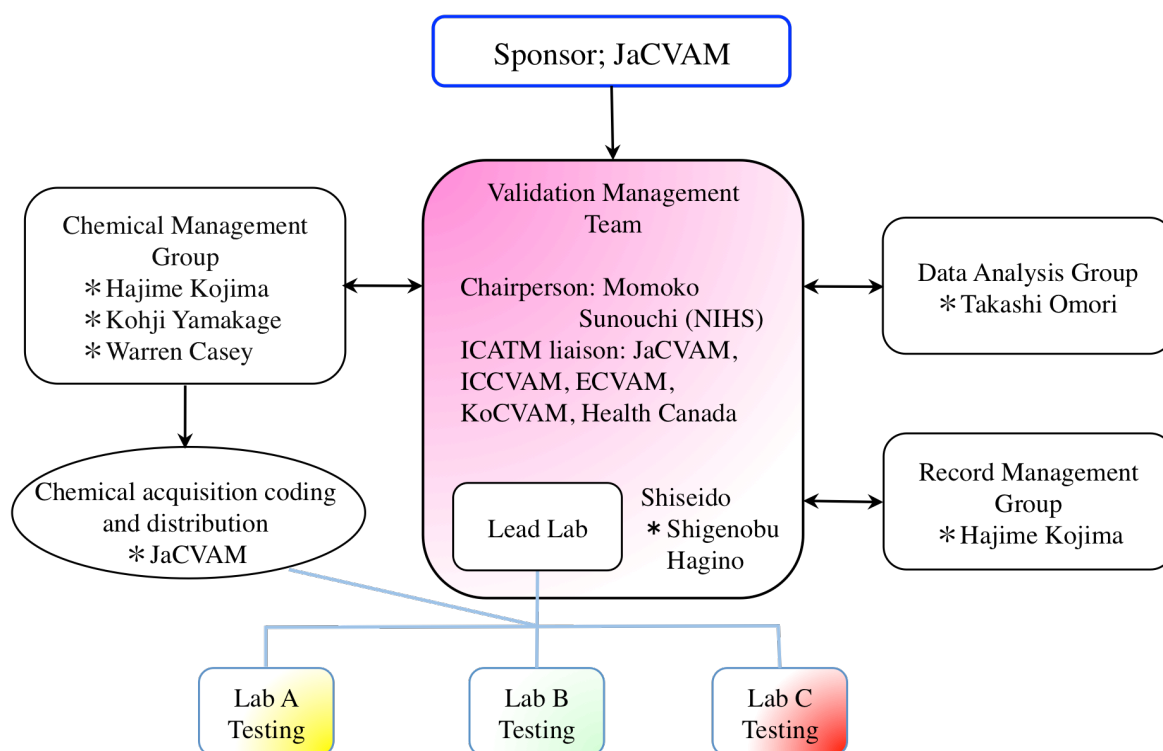 Sponsor; JaCVAM
Validation Management
Team
Chairperson: Momoko
Sunouchi (NIHS)
ICATM liaison: JaCVAM,
ICCVAM, ECVAM,
KoCVAM, Health Canada
Lead Lab
Shiseido
*Shigenobu
Hagino
Chemical Management
Group
*Hajime Kojima
*Kohji Yamakage
*Warren Casey
Chemical acquisition coding
and distribution
*JaCVAM
Data Analysis Group
*Takashi Omori
Record Management
Group
*Hajime Kojima
Lab A
Testing
Lab B
Testing
Lab C
Testing